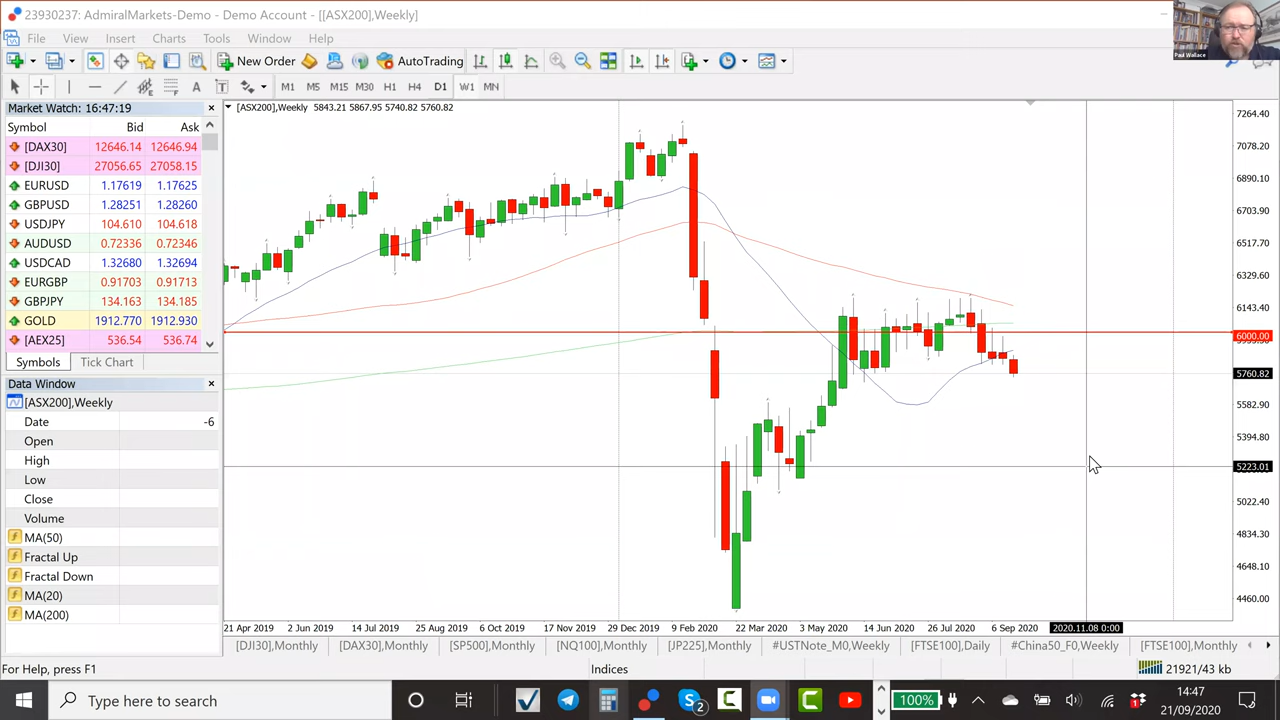 23930237: AdmiralMarkets-Demo - Demo Account - [[ASX200],Weekly]
File View Insert Charts Tools Window Help
New Order AutoTrading
A T M1 M5 M15 M30 H1 H4 D1 W1 MN
Paul Wallace
Market Watch: 16:47:19
Symbol Bid Ask
[DAX30] 12646.14 12646.94
[DJI30] 27056.65 27058.15
EURUSD 1.17619 1.17625
GBPUSD 1.28251 1.28260
USDJPY 104.610 104.618
AUDUSD 0.72336 0.72346
USDCAD 1.32680 1.32694
EURGBP 0.91703 0.91713
GBPJPY 134.163 134.185
GOLD 1912.770 1912.930
[AEX25] 536.54 536.74
Symbols Tick Chart
Data Window
[ASX200],Weekly
Date -6
Open
High
Low
Close
Volume
MA(50)
Fractal Up
Fractal Down
MA(20)
MA(200)
[ASX200],Weekly 5843.21 5867.95 5740.82 5760.82
7264.40
7078.20
6890.10
6703.90
6517.70
6329.60
6143.40
6000.00
5760.82
5582.90
5394.80
5223.01
5022.40
4834.30
4648.10
4460.00
21 Apr 2019 2 Jun 2019 14 Jul 2019 25 Aug 2019 6 Oct 2019 17 Nov 2019 29 Dec 2019 9 Feb 2020 22 Mar 2020 3 May 2020 14 Jun 2020 26 Jul 2020 6 Sep 2020 2020.11.08 0:00
[DJI30],Monthly [DAX30],Monthly [SP500],Monthly [NQ100],Monthly [JP225],Monthly #USTNote_M0,Weekly [FTSE100],Daily #China50_F0,Weekly [FTSE100],Monthly
For Help, press F1 Indices 21921/43 kb
Type here to search 2 100% 14:47
21/09/2020